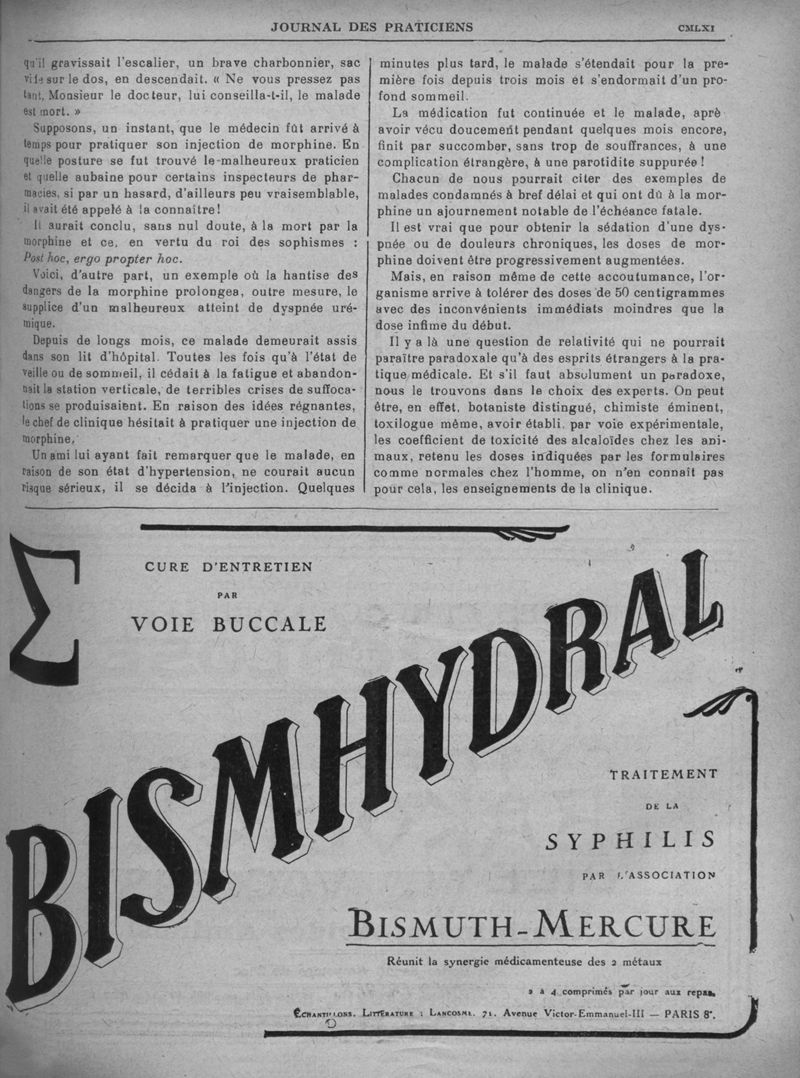 JOURNAL DES PRATICIENS
CMLXI
qu'il gravissait l'escalier, un brave charbonnier, sac
vide sur le dos, en descendait. « Ne vous pressez pas
tant, Monsieur le docteur, lui conseilla-t-il, le malade
est mort. »
Supposons, un instant, que le médecin fût arrivé à
temps pour pratiquer son injection de morphine. En
quelle posture se fut trouvé le-malheureux praticien
et quelle aubaine pour certains inspecteurs de phar-
macies, si par un hasard, d'ailleurs peu vraisemblable,
il avait été appelé à la connaître !
Il aurait conclu, sans nul doute, à la mort par la
morphine et ce, en vertu du roi des sophismes :
Post hoc, ergo propter hoc.
Voici, d'autre part, un exemple où la hantise des
dangers de la morphine prolongea, outre mesure, le
supplice d'un malheureux atteint de dyspnée uré-
mique.
Depuis de longs mois, ce malade demeurait assis
dans son lit d'hôpital. Toutes les fois qu'à l'état de
veille ou de sommeil, il cédait à la fatigue et abandon-
nait la station verticale, de terribles crises de suffoca-
tions se produisaient. En raison des idées régnantes,
le chef de clinique hésitait à pratiquer une injection de
morphine.
Un ami lui ayant fait remarquer que le malade, en
raison de son état d'hypertension, ne courait aucun
risque sérieux, il se décida à l'injection. Quelques
minutes plus tard, le malade s'étendait pour la pre-
mière fois depuis trois mois et s'endormait d'un pro-
fond sommeil.
La médication fut continuée et le malade, aprè
avoir vécu doucement pendant quelques mois encore,
finit par succomber, sans trop de souffrances, à une
complication étrangère, à une parotidite suppurée !
Chacun de nous pourrait citer des exemples de
malades condamnés à bref délai et qui ont dû à la mor-
phine un ajournement notable de l'échéance fatale.
Il est vrai que pour obtenir la sédation d'une dys-
pnée ou de douleurs chroniques, les doses de mor-
phine doivent être progressivement augmentées.
Mais, en raison même de cette accoutumance, l'or-
ganisme arrive à tolérer des doses de 50 centigrammes
avec des inconvénients immédiats moindres que la
dose infime du début.
Il y a là une question de relativité qui ne pourrait
paraître paradoxale qu'à des esprits étrangers à la pra-
tique médicale. Et s'il faut absolument un paradoxe,
nous le trouvons dans le choix des experts. On peut
être, en effet, botaniste distingué, chimiste éminent,
toxilogue même, avoir établi, par voie expérimentale,
les coefficient de toxicité des alcaloïdes chez les ani-
maux, retenu les doses indiquées par les formulaires
comme normales chez l'homme, on n'en connaît pas
pour cela, les enseignements de la clinique.
Σ
CURE D'ENTRETIEN
PAR
VOIE BUCCALE
BISMHYDRAL
TRAITEMENT
DE LA
SYPHILIS
PAR L'ASSOCIATION
BISMUTH-MERCURE
Réunit la synergie médicamenteuse des 2 métaux
2 à 4 comprimés par jour aux repas.
ÉCHANTILLONS. LITTÉRATURE : LANCOSME. 71. Avenue Victor-Emmanuel-III — PARIS 8e.